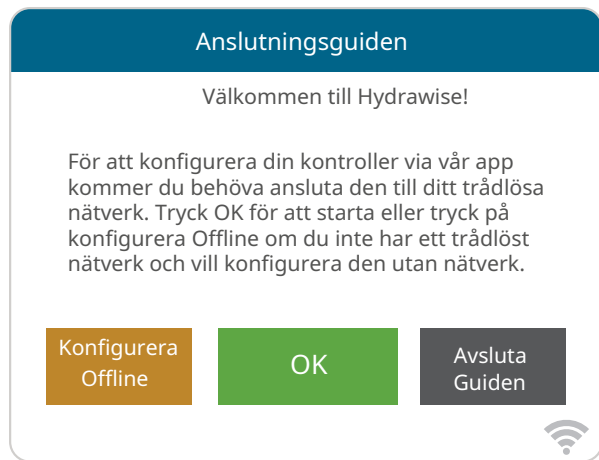 Anslutningsguiden
Välkommen till Hydrawise!
För att konfigurera din kontroller via vår app
kommer du behöva ansluta den till ditt trådlösa
nätverk. Tryck OK för att starta eller tryck på
konfigurera Offline om du inte har ett trådlöst
nätverk och vill konfigurera den utan nätverk.
Konfigurera
Offline
OK
Avsluta
Guiden